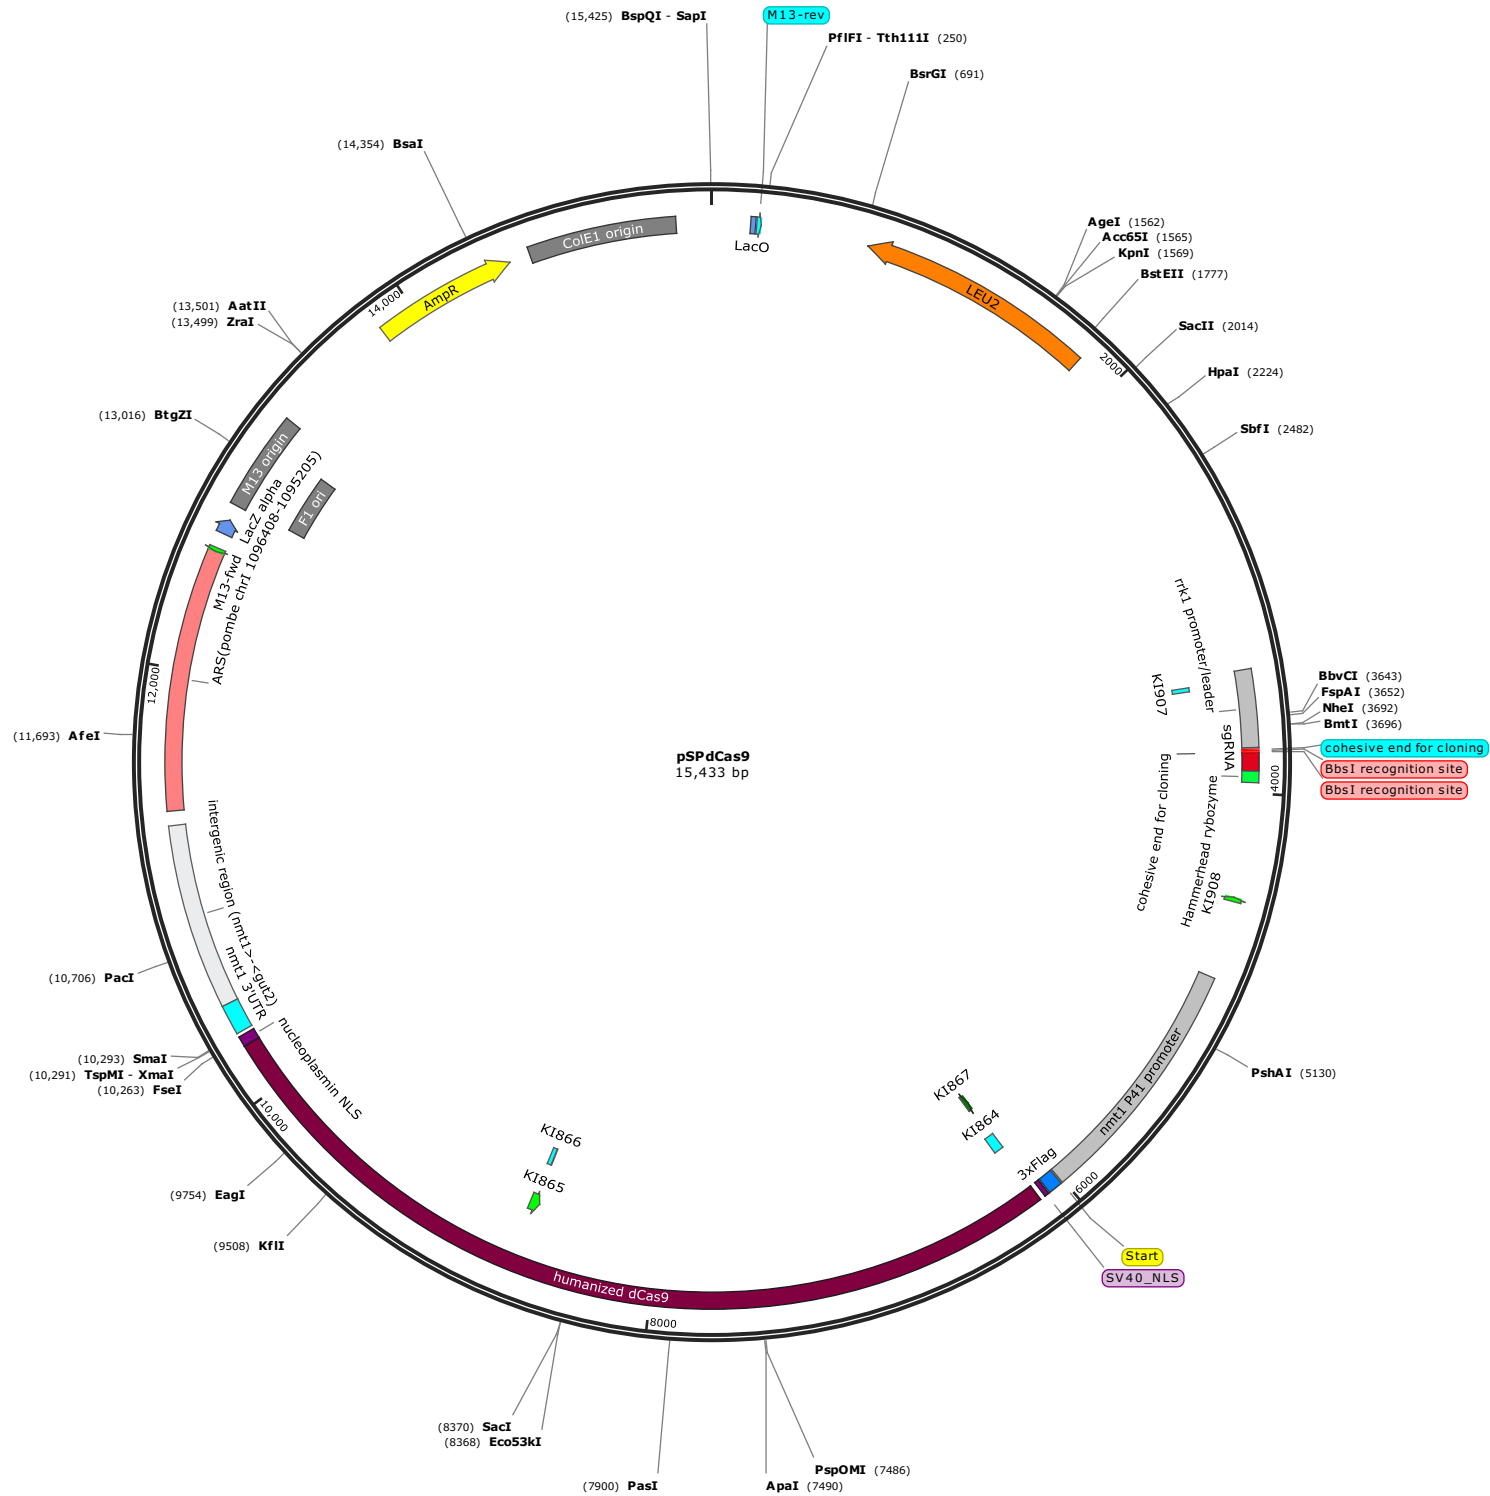 (15,425) BspQI - SapI
M13-rev
PflFI - Tth111I (250)
BsrGI (691)
(14,354) BsaI
ColE1 origin
LacO
AgeI (1562)
Acc65I (1565)
KpnI (1569)
BstEII (1777)
AmpR
14,000
LEU2
(13,501) AatII
(13,499) ZraI
SacII (2014)
2000
HpaI (2224)
(13,016) BtgZI
SbfI (2482)
M13 origin
F1 ori
LacZ alpha
M13-fwd
ARS(pombe chrI 1096408-1095205)
rrk1 promoter/leader
KI907
BbvCI (3643)
FspAI (3652)
NheI (3692)
BmtI (3696)
12,000
(11,693) AfeI
sgRNA
cohesive end for cloning
BbsI recognition site
BbsI recognition site
4000
pSPdCas9
15,433 bp
cohesive end for cloning
Hammerhead rybozyme
KI908
intergenic region (nmt1>-<gut2)
nmt1 3'UTR
(10,706) PacI
nucleoplasmin NLS
(10,293) SmaI
(10,291) TspMI - XmaI
(10,263) FseI
10,000
PshAI (5130)
nmt1 P41 promoter
KI867
KI864
3xFlag
6000
KI866
KI865
(9754) EagI
(9508) KflI
Start
SV40_NLS
humanized dCas9
8000
(8370) SacI
(8368) Eco53kI
(7900) PasI
PspOMI (7486)
ApaI (7490)